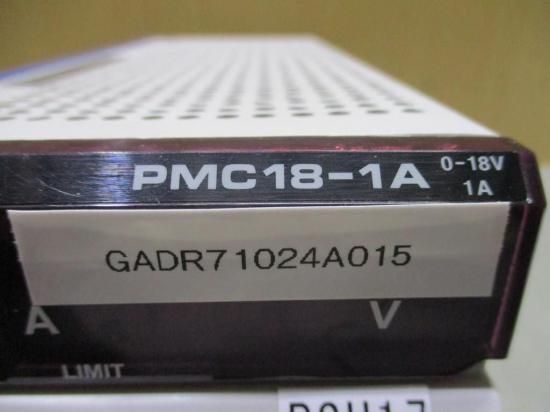 PMC18-1A 0-18V
1A
GADR71024A015
A V
LIMIT